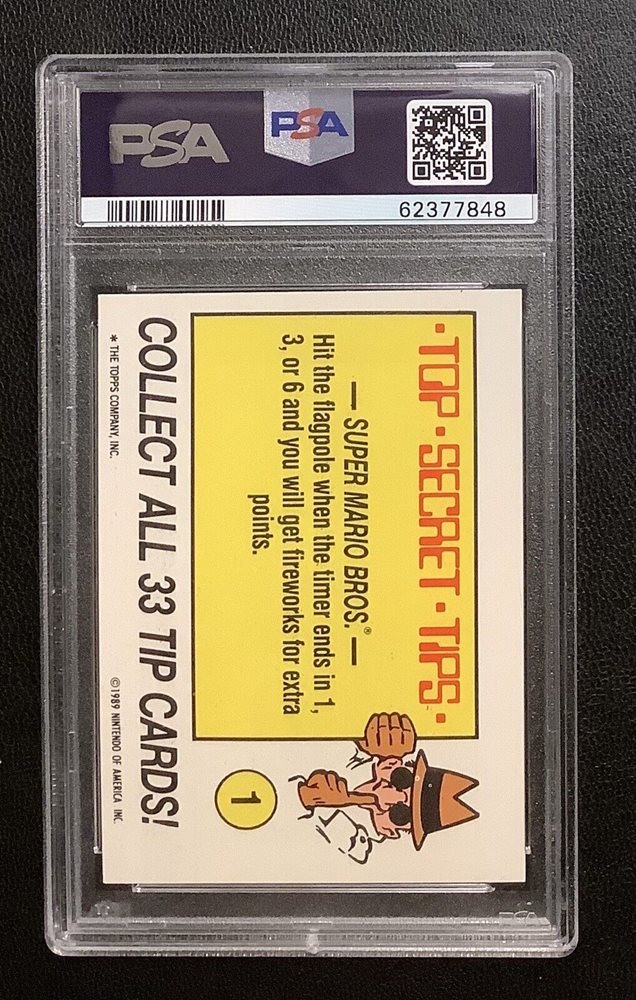 PSA
PSA
62377848
·TOP·SECRET·TIPS·
— SUPER MARIO BROS.® —
Hit the flagpole when the timer ends in 1,
3, or 6 and you will get fireworks for extra
points.
1
COLLECT ALL 33 TIP CARDS!
* THE TOPPS COMPANY, INC.
©1989 NINTENDO OF AMERICA INC.
PSA